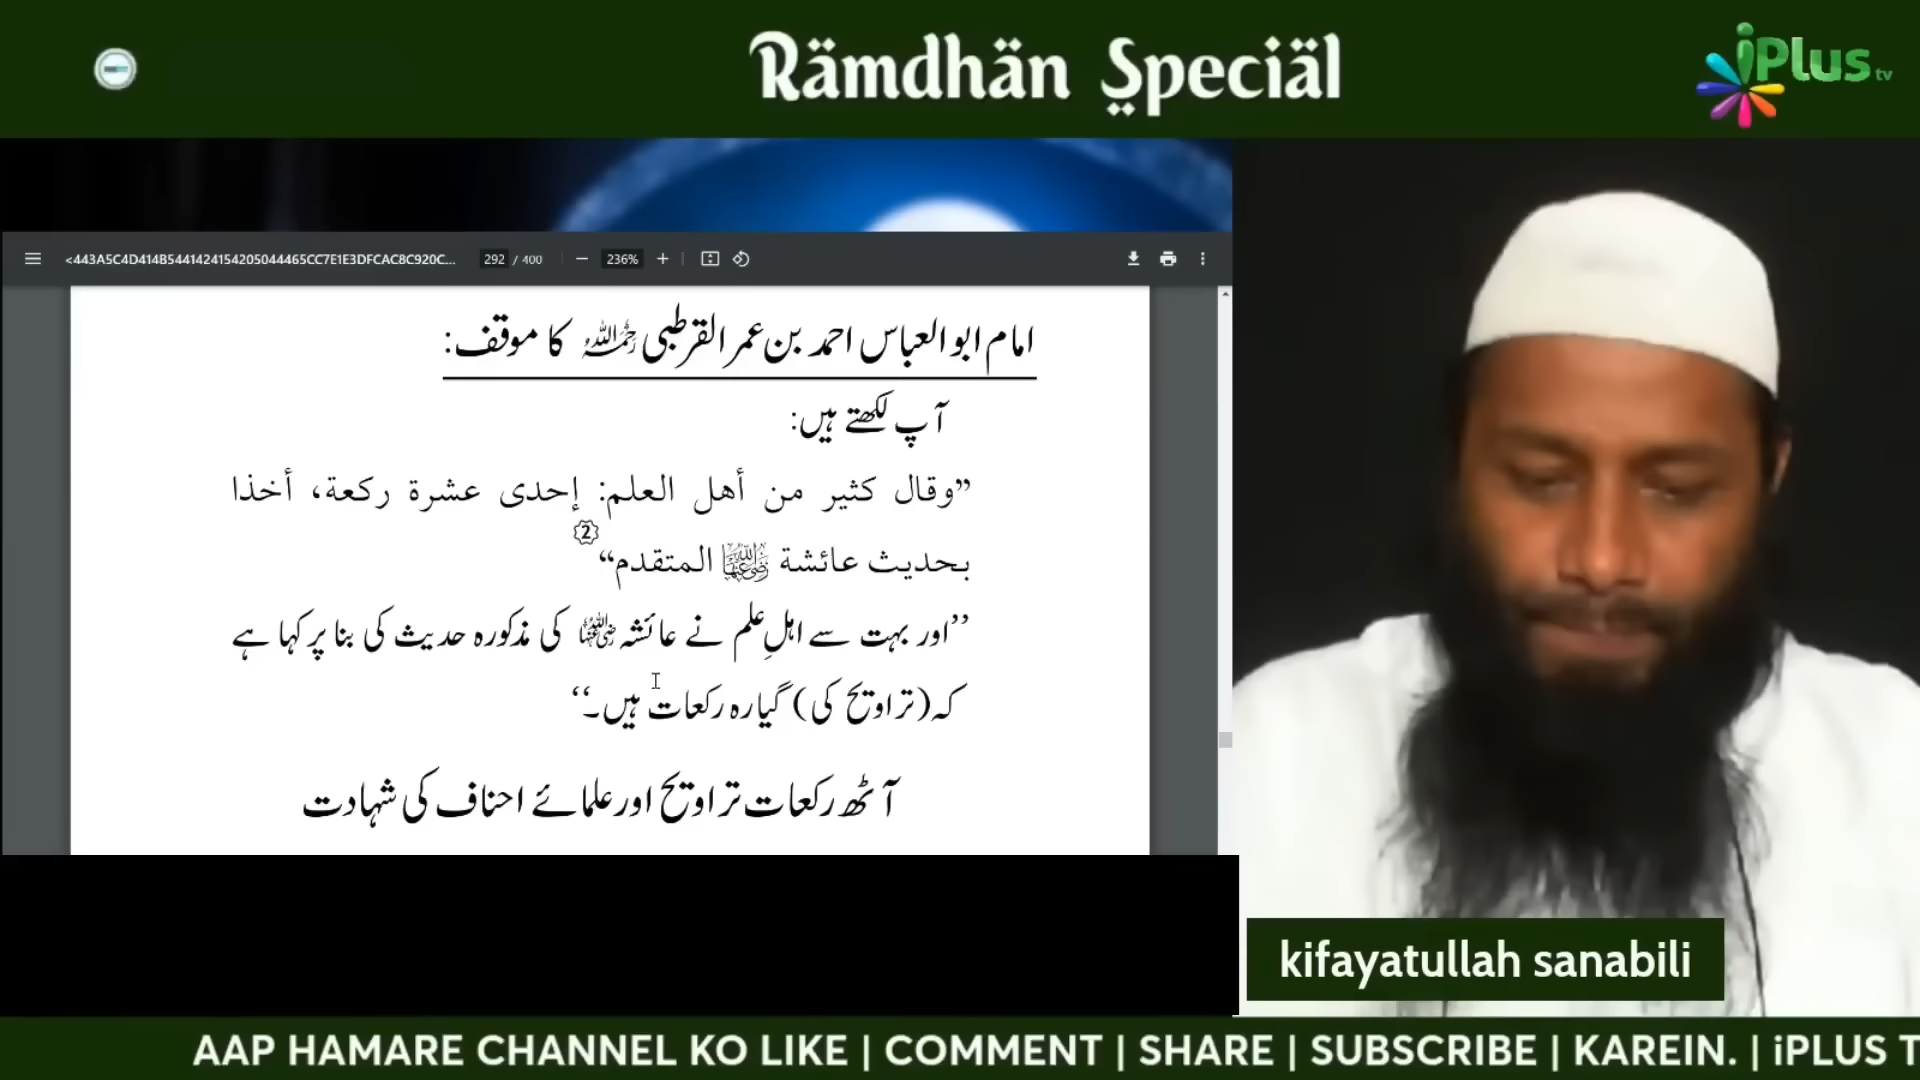 Rämdhän Speciäl
iPlus tv
<443A5C4D414B5441424154205044465CC7E1E3DFCAC8C920C... 292 / 400 236%
امام ابو العباس احمد بن عمر القرطبی رحمہ اللہ کا موقف:
آپ لکھتے ہیں:
”وقال كثير من أهل العلم: إحدى عشرة ركعة، أخذا
بحديث عائشة رضي الله عنها المتقدم“ 2
’’اور بہت سے اہلِ علم نے عائشہ رضی اللہ عنہا کی مذکورہ حدیث کی بنا پر کہا ہے
کہ (تراویح کی) گیارہ رکعات ہیں۔‘‘
آٹھ رکعات تراویح اور علمائے احناف کی شہادت
kifayatullah sanabili
AAP HAMARE CHANNEL KO LIKE | COMMENT | SHARE | SUBSCRIBE | KAREIN. | iPLUS T